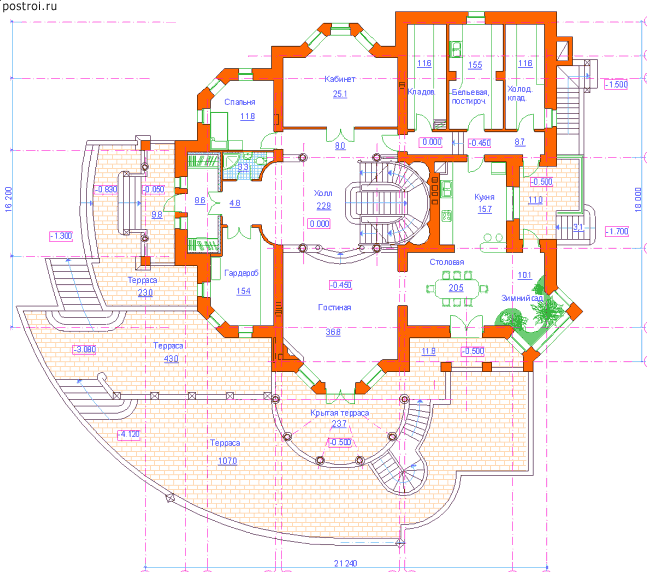 postroi.ru
Кабинет
25.1
Спальня
11.8
11.6
15.5
11.6
Кладов.
Бельевая,
постироч.
Холод.
клад.
-1.500
8.0
0.000
-0.450
8.7
3.3
-0.830
-0.050
Холл
22.9
0.000
Кухня
15.7
-0.500
11.0
9.8
8.6
4.8
3.1
-1.700
-1.300
16 200
18 000
Гардероб
15.4
-0.450
Гостиная
36.8
Столовая
20.5
10.1
Зимний сад
Терраса
23.0
Терраса
43.0
-3.080
11.8
-0.500
Крытая терраса
23.7
-0.500
-4.120
Терраса
107.0
21 240